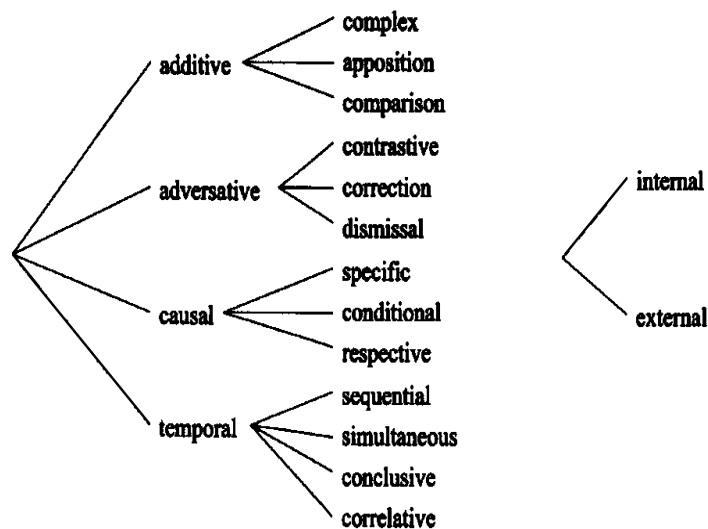 complex
additive
apposition
comparison
contrastive
adversative
correction
dismissal
specific
causal
conditional
respective
sequential
temporal
simultaneous
conclusive
correlative
internal
external